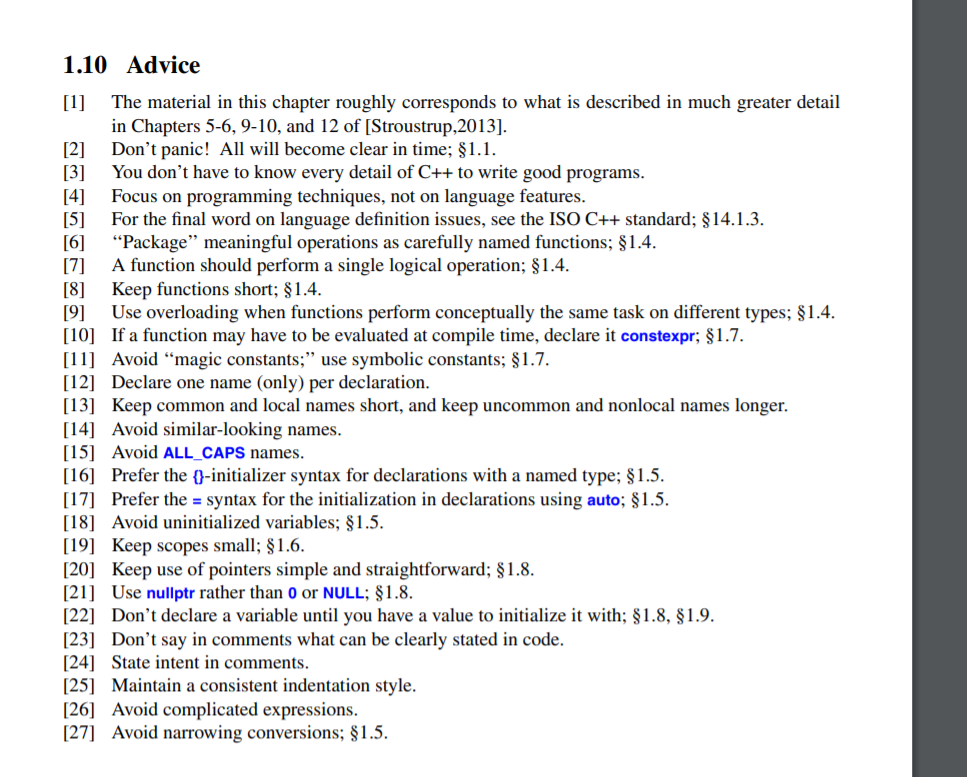 1.10 Advice
[1] The material in this chapter roughly corresponds to what is described in much greater detail
in Chapters 5-6, 9-10, and 12 of [Stroustrup,2013].
[2] Don’t panic! All will become clear in time; §1.1.
[3] You don’t have to know every detail of C++ to write good programs.
[4] Focus on programming techniques, not on language features.
[5] For the final word on language definition issues, see the ISO C++ standard; §14.1.3.
[6] “Package” meaningful operations as carefully named functions; §1.4.
[7] A function should perform a single logical operation; §1.4.
[8] Keep functions short; §1.4.
[9] Use overloading when functions perform conceptually the same task on different types; §1.4.
[10] If a function may have to be evaluated at compile time, declare it constexpr; §1.7.
[11] Avoid “magic constants;” use symbolic constants; §1.7.
[12] Declare one name (only) per declaration.
[13] Keep common and local names short, and keep uncommon and nonlocal names longer.
[14] Avoid similar-looking names.
[15] Avoid ALL_CAPS names.
[16] Prefer the {}-initializer syntax for declarations with a named type; §1.5.
[17] Prefer the = syntax for the initialization in declarations using auto; §1.5.
[18] Avoid uninitialized variables; §1.5.
[19] Keep scopes small; §1.6.
[20] Keep use of pointers simple and straightforward; §1.8.
[21] Use nullptr rather than 0 or NULL; §1.8.
[22] Don’t declare a variable until you have a value to initialize it with; §1.8, §1.9.
[23] Don’t say in comments what can be clearly stated in code.
[24] State intent in comments.
[25] Maintain a consistent indentation style.
[26] Avoid complicated expressions.
[27] Avoid narrowing conversions; §1.5.